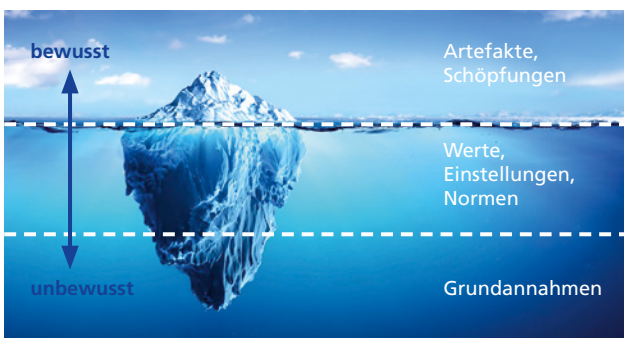 bewusst
Artefakte,
Schöpfungen
Werte,
Einstellungen,
Normen
unbewusst
Grundannahmen